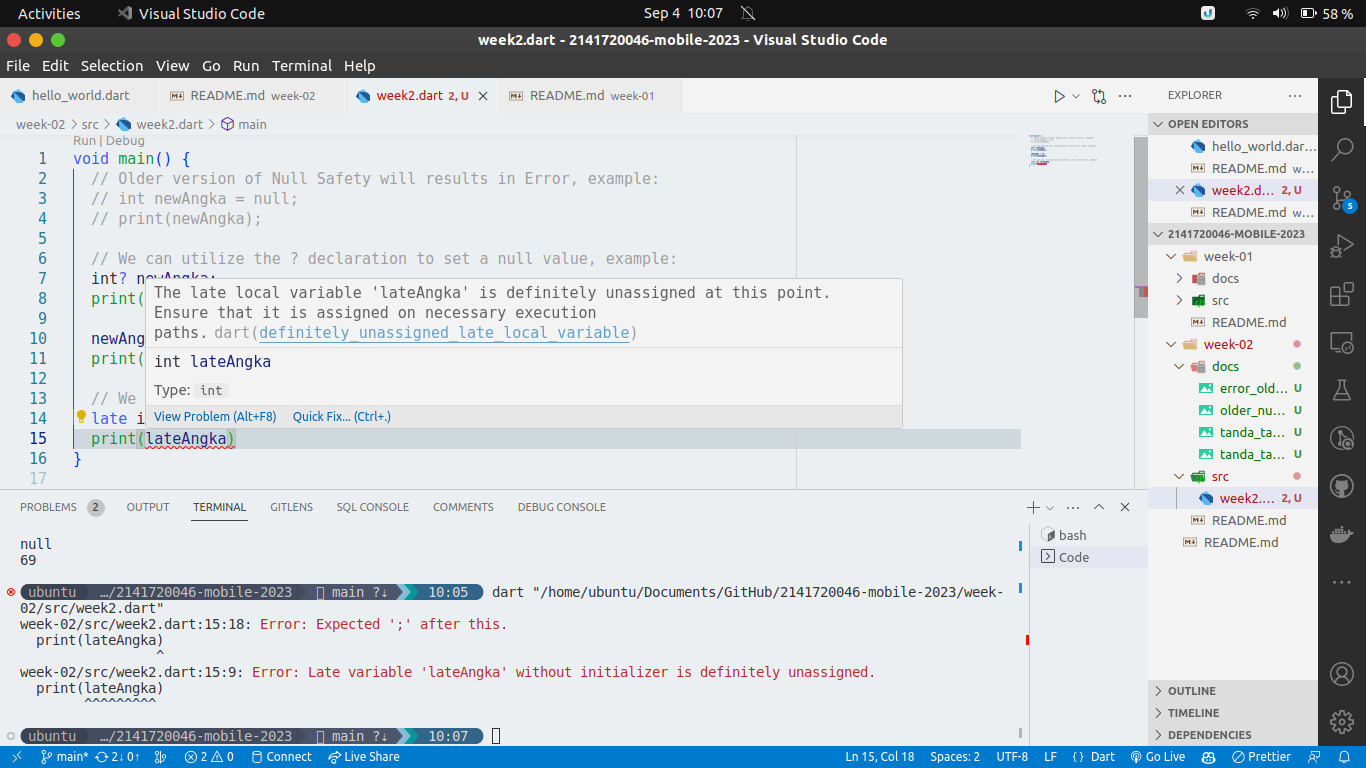 Activities Visual Studio Code Sep 4 10:07 58 %
week2.dart - 2141720046-mobile-2023 - Visual Studio Code
File Edit Selection View Go Run Terminal Help
hello_world.dart README.md week-02 week2.dart 2, U README.md week-01
week-02 > src > week2.dart > main
Run | Debug
1 void main() {
2 // Older version of Null Safety will results in Error, example:
3 // int newAngka = null;
4 // print(newAngka);
5
6 // We can utilize the ? declaration to set a null value, example:
7 int? newAngka;
8 print(
9
10 newAng
11 print(
12
13 // We
14 late i
15 print(lateAngka)
16 }
17
The late local variable 'lateAngka' is definitely unassigned at this point.
Ensure that it is assigned on necessary execution
paths. dart(definitely_unassigned_late_local_variable)
int lateAngka
Type: int
View Problem (Alt+F8) Quick Fix... (Ctrl+.)
PROBLEMS 2 OUTPUT TERMINAL GITLENS SQL CONSOLE COMMENTS DEBUG CONSOLE
null
69
ubuntu …/2141720046-mobile-2023 main ?↓ 10:05 dart "/home/ubuntu/Documents/GitHub/2141720046-mobile-2023/week-
02/src/week2.dart"
week-02/src/week2.dart:15:18: Error: Expected ';' after this.
print(lateAngka)
^
week-02/src/week2.dart:15:9: Error: Late variable 'lateAngka' without initializer is definitely unassigned.
print(lateAngka)
^^^^^^^^^
ubuntu …/2141720046-mobile-2023 main ?↓ 10:07
bash
Code
EXPLORER
OPEN EDITORS
hello_world.dar...
README.md w...
week2.d... 2, U
README.md w...
2141720046-MOBILE-2023
week-01
docs
src
README.md
week-02
docs
error_old... U
older_nu... U
tanda_ta... U
tanda_ta... U
src
week2.... 2, U
README.md
README.md
OUTLINE
TIMELINE
DEPENDENCIES
5
main* 2↓ 0↑ 2 0 Connect Live Share Ln 15, Col 18 Spaces: 2 UTF-8 LF { } Dart Go Live Prettier